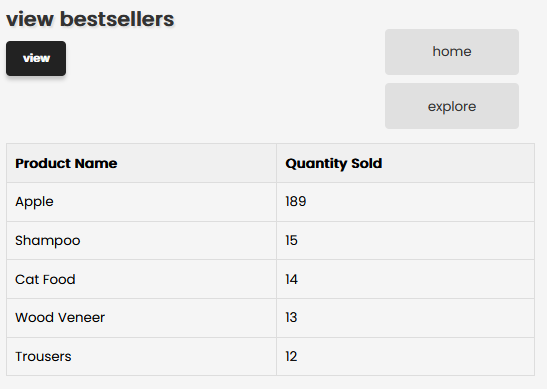 view bestsellers
view
home
explore
Product Name Quantity Sold
Apple 189
Shampoo 15
Cat Food 14
Wood Veneer 13
Trousers 12